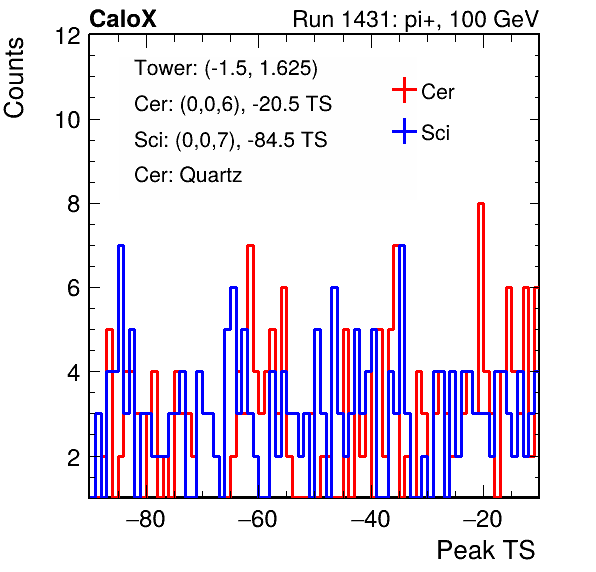 CaloX Run 1431: pi+, 100 GeV
Counts
12
10
8
6
4
2
Tower: (-1.5, 1.625)
Cer: (0,0,6), -20.5 TS
Sci: (0,0,7), -84.5 TS
Cer: Quartz
Cer
Sci
−80 −60 −40 −20
Peak TS